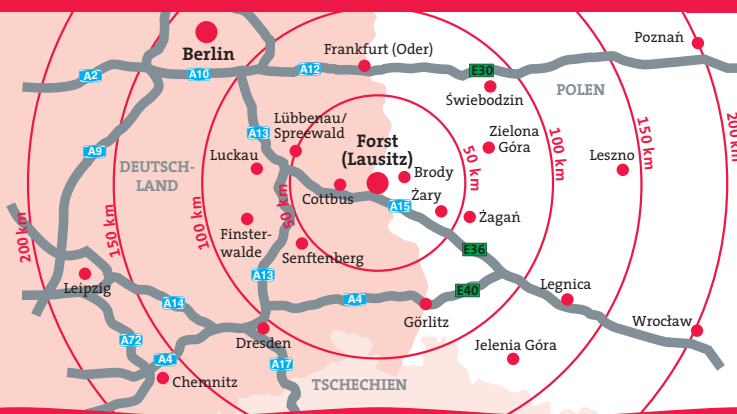 Poznań
Berlin
Frankfurt (Oder)
A2
A10
A12
E30
POLEN
Świebodzin
Lübbenau/
Spreewald
A13
Forst
(Lausitz)
Zielona
Góra
100 km
150 km
200 km
A9
DEUTSCH-
LAND
Luckau
50 km
Leszno
Brody
Cottbus
Żary
A15
Żagań
200 km
150 km
100 km
50 km
Finster-
walde
Senftenberg
E36
Leipzig
A13
E40
Legnica
A14
A4
Görlitz
Wrocław
A72
Dresden
Jelenia Góra
A4
A17
Chemnitz
TSCHECHIEN